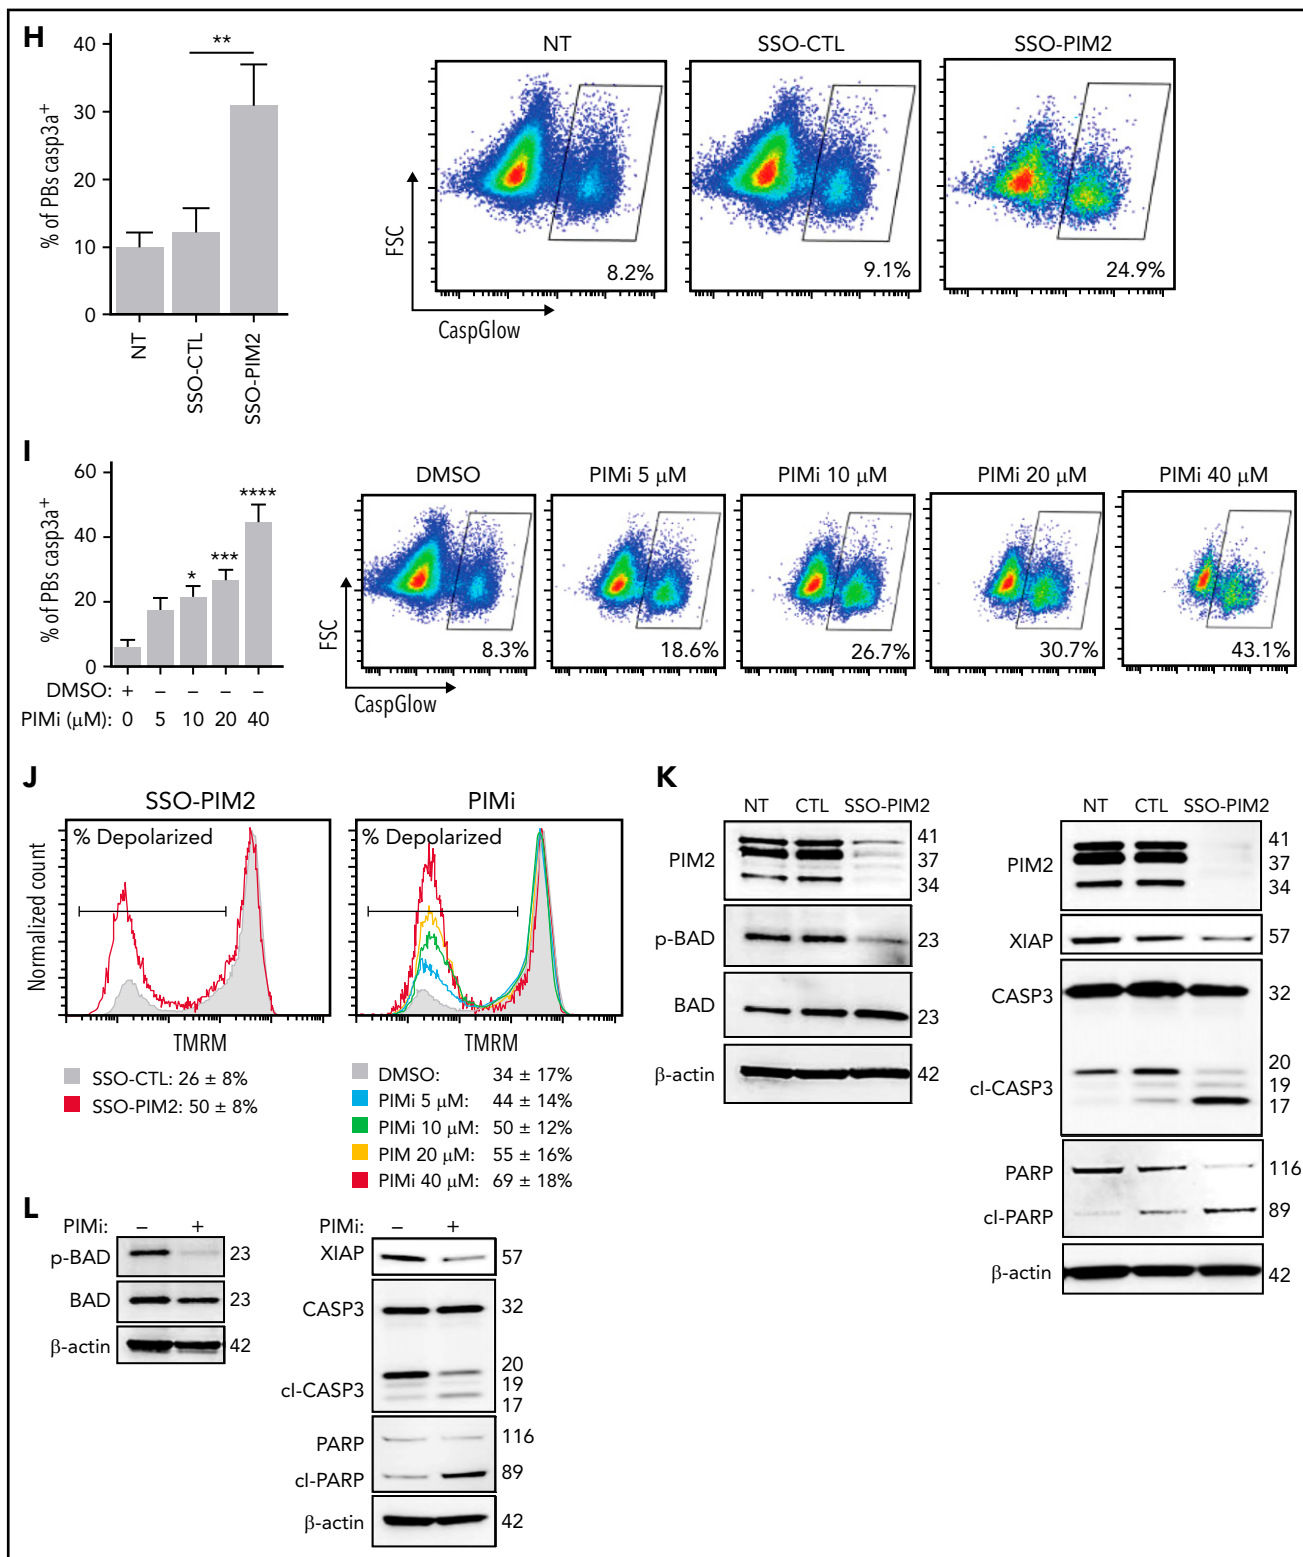 H
40
30
20
10
0
% of PBs casp3a⁺
**
NT
SSO-CTL
SSO-PIM2
NT
SSO-CTL
SSO-PIM2
8.2%
9.1%
24.9%
FSC
CaspGlow
I
60
40
20
0
% of PBs casp3a⁺
*
***
****
DMSO: + – – – –
PIMi (μM): 0 5 10 20 40
DMSO
PIMi 5 μM
PIMi 10 μM
PIMi 20 μM
PIMi 40 μM
8.3%
18.6%
26.7%
30.7%
43.1%
FSC
CaspGlow
J
SSO-PIM2
PIMi
% Depolarized
% Depolarized
Normalized count
TMRM
TMRM
SSO-CTL: 26 ± 8%
SSO-PIM2: 50 ± 8%
DMSO: 34 ± 17%
PIMi 5 μM: 44 ± 14%
PIMi 10 μM: 50 ± 12%
PIM 20 μM: 55 ± 16%
PIMi 40 μM: 69 ± 18%
K
NT CTL SSO-PIM2
PIM2
41
37
34
p-BAD 23
BAD 23
β-actin 42
NT CTL SSO-PIM2
PIM2
41
37
34
XIAP 57
CASP3 32
cl-CASP3
20
19
17
PARP 116
cl-PARP 89
β-actin 42
L
PIMi: – +
p-BAD 23
BAD 23
β-actin 42
PIMi: – +
XIAP 57
CASP3 32
cl-CASP3
20
19
17
PARP 116
cl-PARP 89
β-actin 42